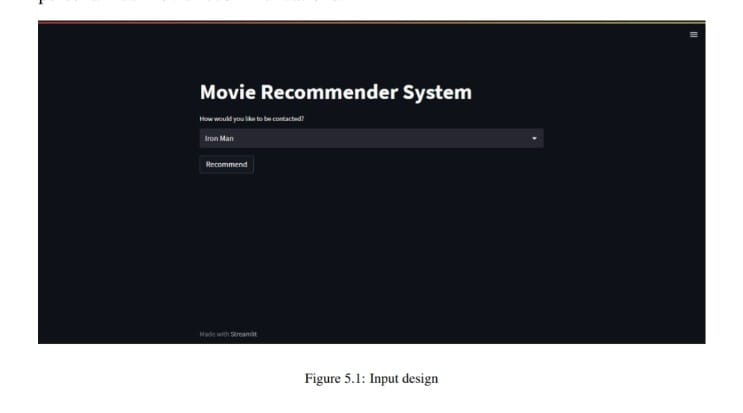 Movie Recommender System
How would you like to be contacted?
Iron Man
Recommend
Made with Streamlit
Figure 5.1: Input design